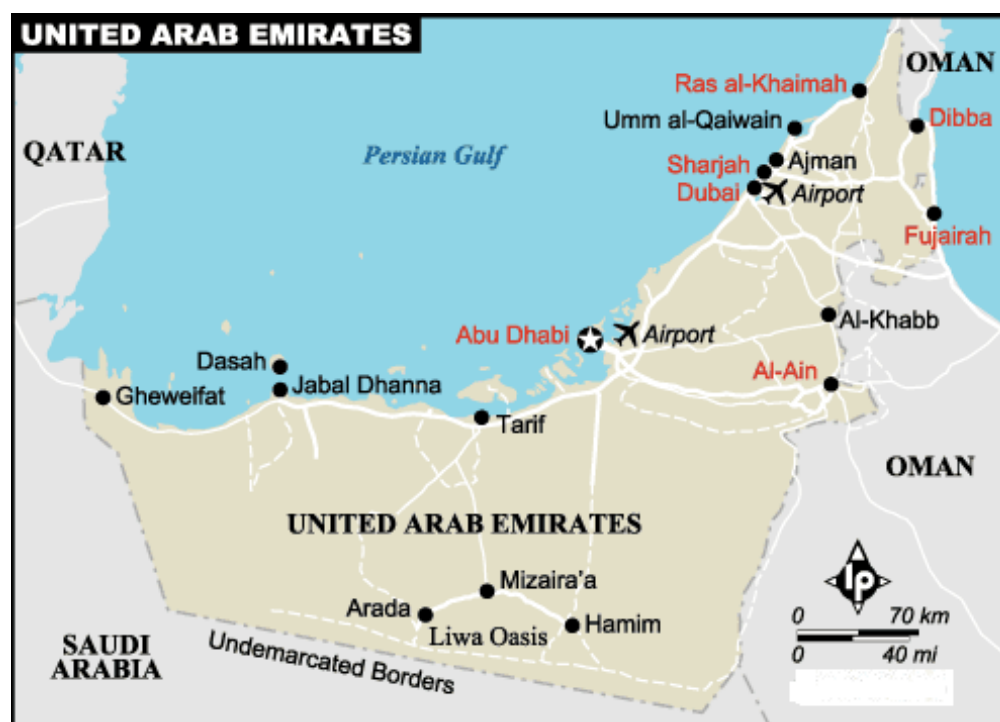 UNITED ARAB EMIRATES
OMAN
Ras al-Khaimah
Dibba
Umm al-Qaiwain
QATAR
Persian Gulf
Ajman
Sharjah
Dubai
Airport
Fujairah
Al-Khabb
Abu Dhabi
Airport
Dasah
Al-Ain
Jabal Dhanna
Gheweifat
Tarif
OMAN
UNITED ARAB EMIRATES
Mizaira'a
lp
Arada
Hamim
Liwa Oasis
0 70 km
SAUDI
ARABIA
Undemarcated Borders
0 40 mi